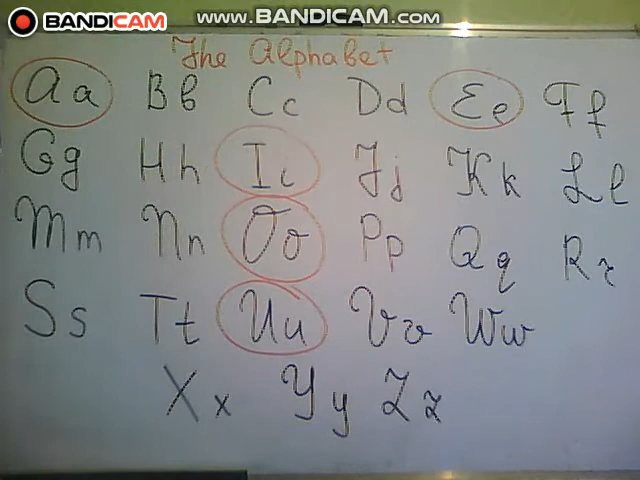 BANDICAM
WWW.BANDICAM.COM
The Alphabet
Aa Bb Cc Dd Ee Ff
Gg Hh Ii Jj Kk Ll
Mm Nn Oo Pp Qq Rr
Ss Tt Uu Vv Ww
Xx Yy Zz